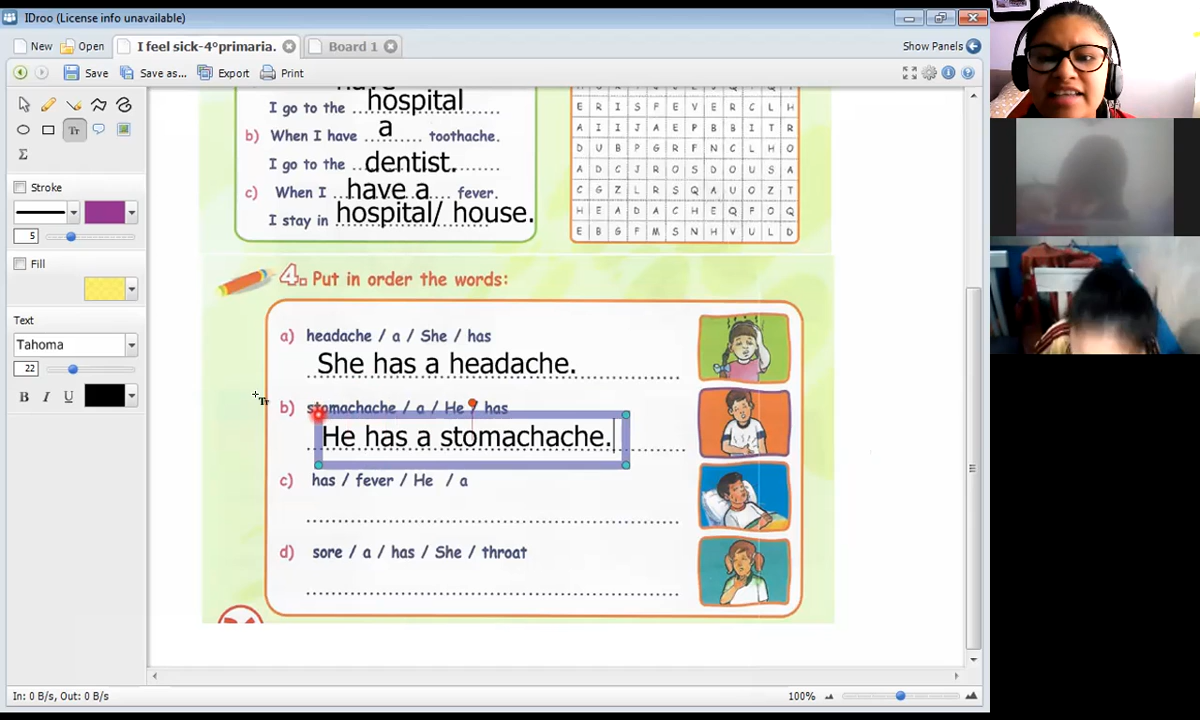 IDroo (License info unavailable)
New Open I feel sick-4°primaria. Board 1 Show Panels
Save Save as... Export Print
Stroke
5
Fill
Text
Tahoma
22
B I U
have
I go to the hospital
b) When I have a toothache.
I go to the dentist.
c) When I have a fever.
I stay in hospital/ house.
E R I S F E V E R C L H
A I I J A E P B B I T R
D U B P G R F N C L H O
A D C J R O S D O U S A
C G Z L R S Q A U O Z T
H E A D A C H E Q F O Q
E B G F M S N H V U L D
4. Put in order the words:
a) headache / a / She / has
She has a headache.
b) stomachache / a / He / has
He has a stomachache.
c) has / fever / He / a
d) sore / a / has / She / throat
In: 0 B/s, Out: 0 B/s 100%